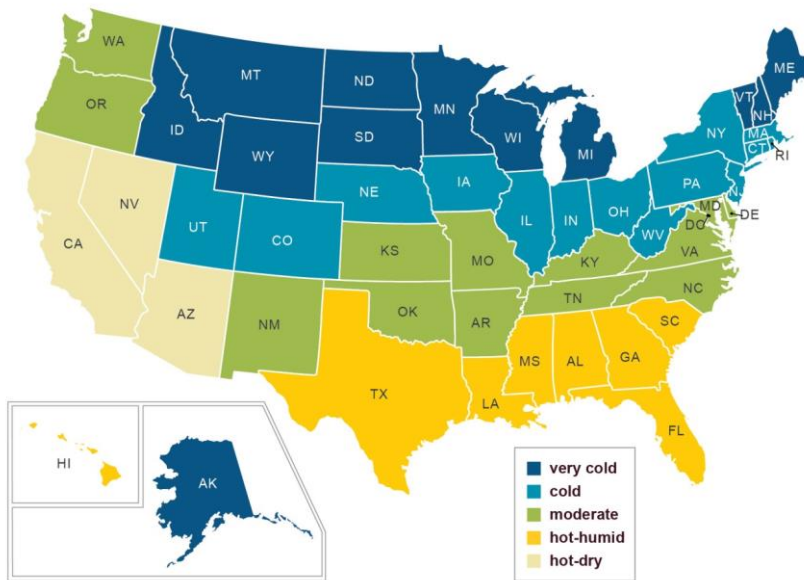 WA
MT
ND
MN
ME
VT
NH
OR
ID
SD
WI
MI
NY
MA
CT
RI
WY
IA
NE
PA
NJ
NV
UT
CO
IL
IN
OH
MD
DE
DC
WV
CA
KS
MO
KY
VA
NC
TN
AZ
NM
OK
AR
SC
MS
AL
GA
TX
LA
FL
HI
AK
very cold
cold
moderate
hot-humid
hot-dry